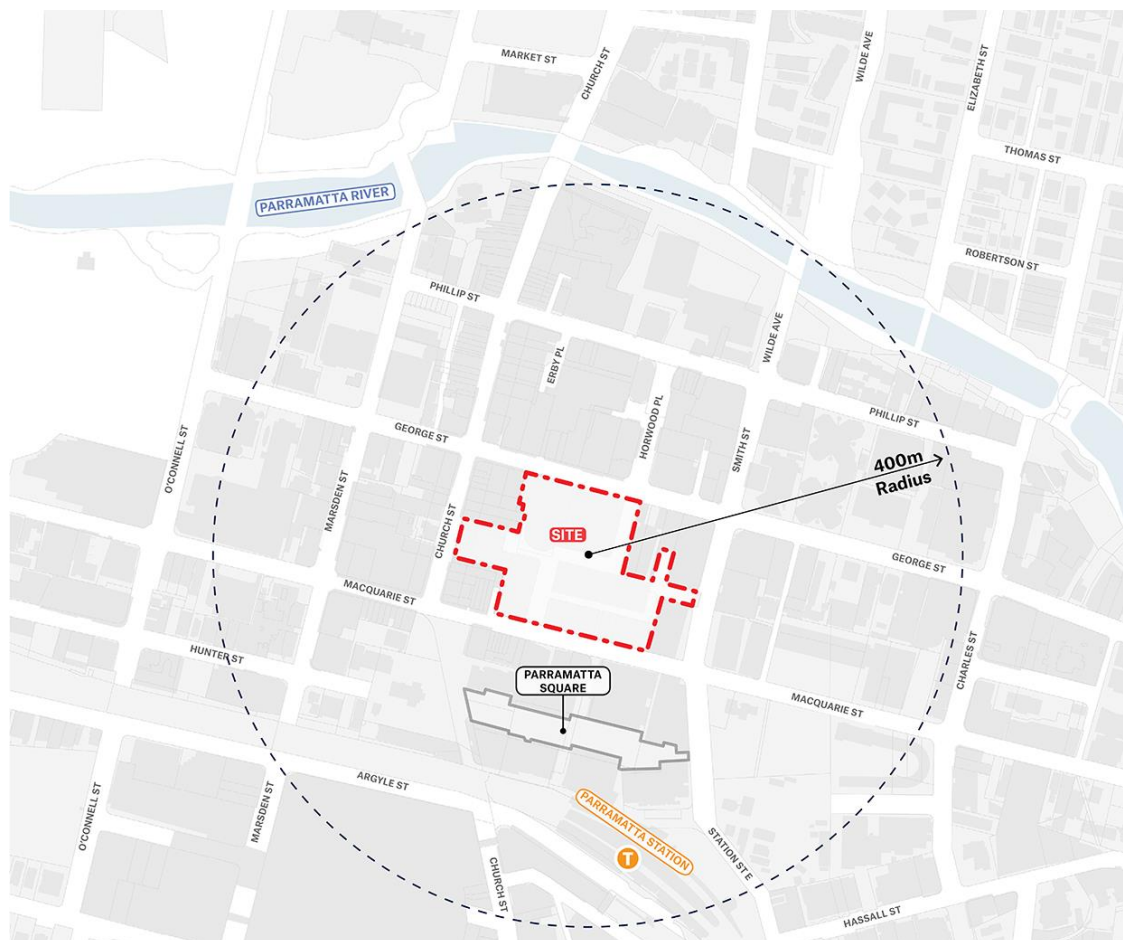 MARKET ST
CHURCH ST
WILDE AVE
ELIZABETH ST
THOMAS ST
PARRAMATTA RIVER
ROBERTSON ST
PHILLIP ST
WILDE AVE
ERBY PL
HORWOOD PL
PHILLIP ST
GEORGE ST
SMITH ST
O'CONNELL ST
400m
Radius
MARSDEN ST
CHURCH ST
SITE
GEORGE ST
MACQUARIE ST
HUNTER ST
CHARLES ST
PARRAMATTA
SQUARE
MACQUARIE ST
ARGYLE ST
O'CONNELL ST
MARSDEN ST
PARRAMATTA STATION
T
STATION ST E
CHURCH ST
HASSALL ST